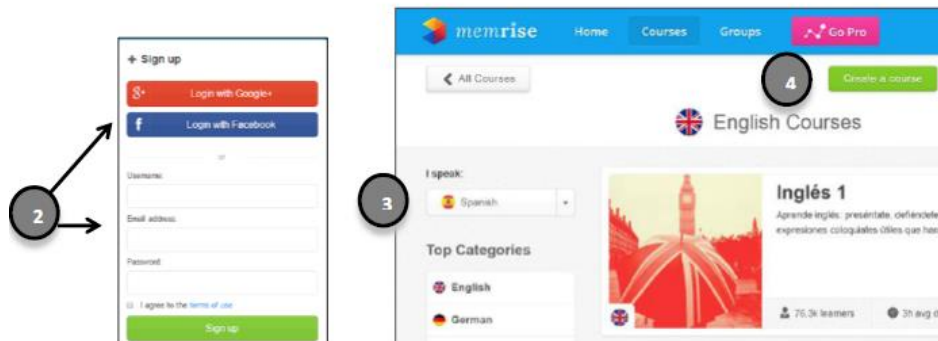 + Sign up
8+ Login with Google+
f Login with Facebook
or
Username:
Email address:
Password:
I agree to the terms of use
Sign up
2
memrise Home Courses Groups Go Pro
All Courses
4
Create a course
English Courses
3
I speak:
Spanish
Top Categories
English
German
Inglés 1
Aprende inglés: preséntate, defiéndete
expresiones coloquiales útiles que has
76.3k learners 3h avg d